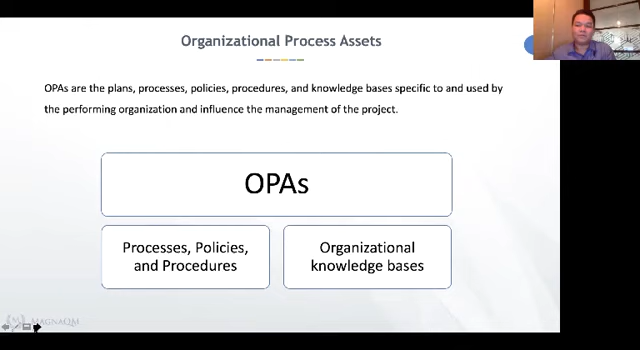 Organizational Process Assets
OPAs are the plans, processes, policies, procedures, and knowledge bases specific to and used by
the performing organization and influence the management of the project.
OPAs
Processes, Policies,
and Procedures
Organizational
knowledge bases
MAGNAQM